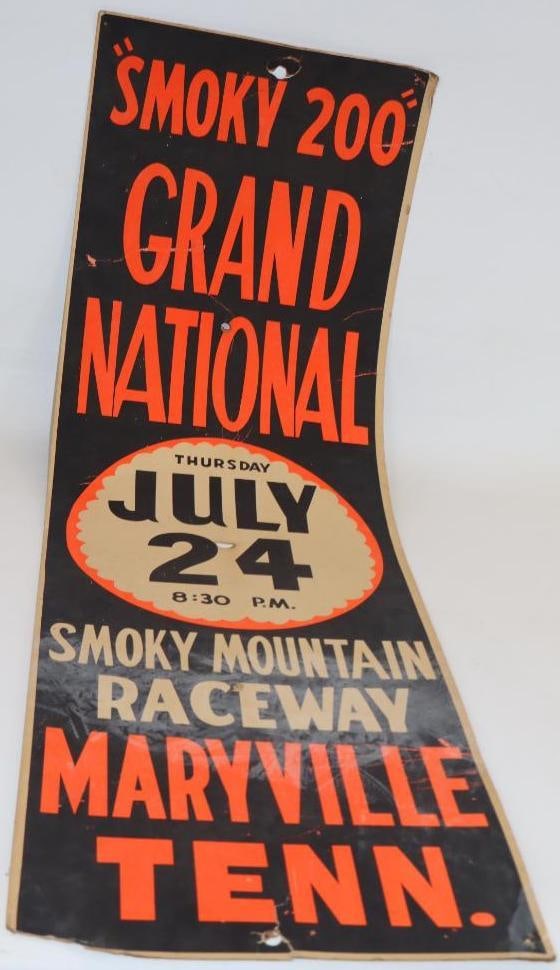 "SMOKY 200"
GRAND
NATIONAL
THURSDAY
JULY
24
8:30 P.M.
SMOKY MOUNTAIN
RACEWAY
MARYVILLE
TENN.